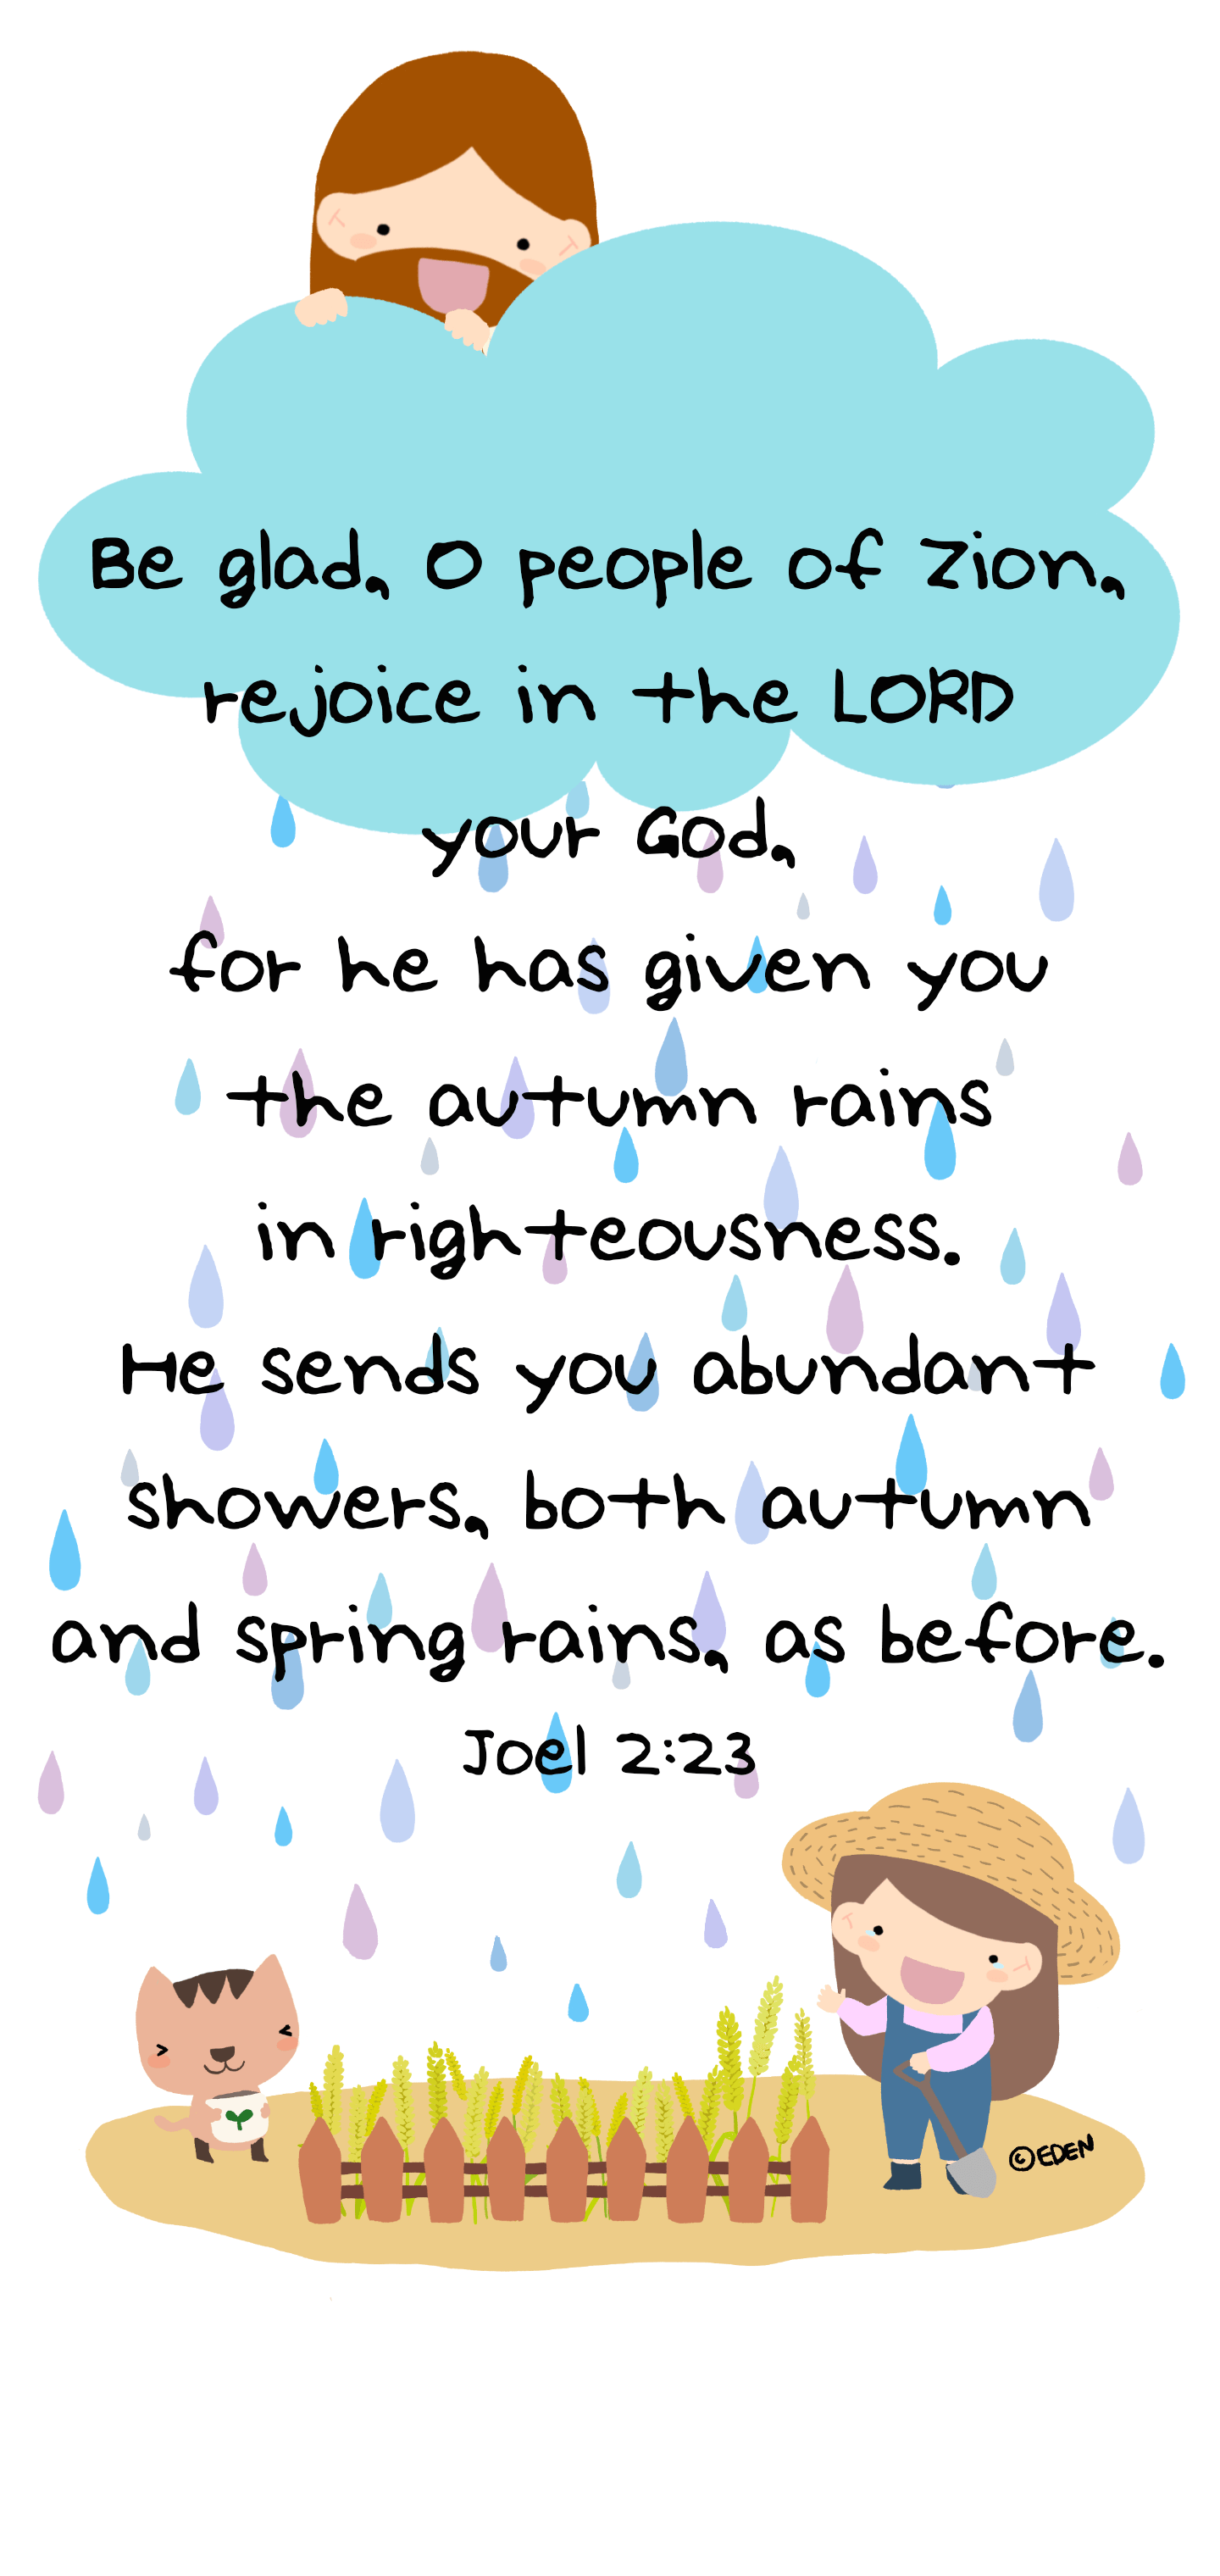 Be glad, O people of Zion,
rejoice in the LORD
your God,
for he has given you
the autumn rains
in righteousness.
He sends you abundant
showers, both autumn
and spring rains, as before.
Joel 2:23
©EDEN